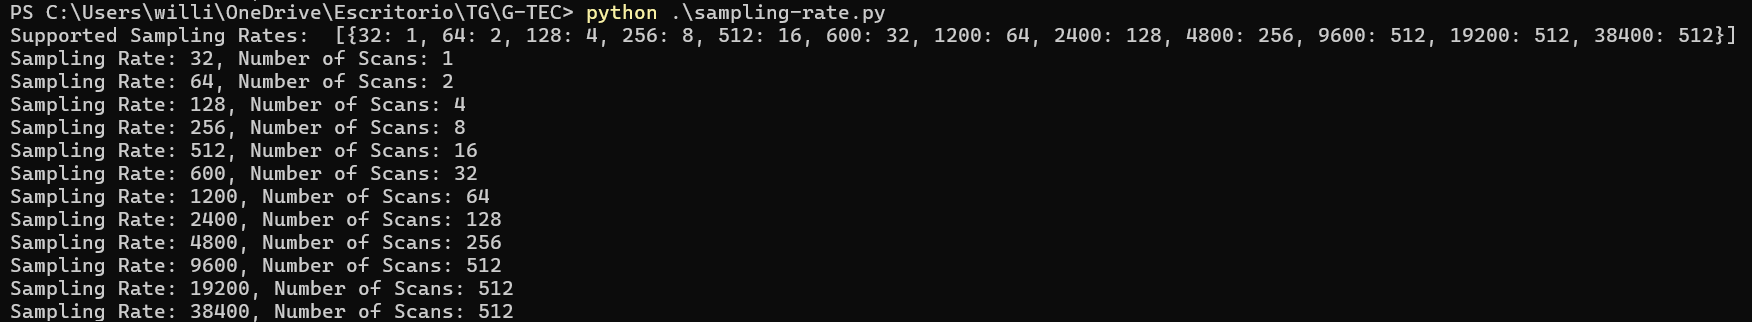 PS C:\Users\willi\OneDrive\Escritorio\TG\G-TEC> python .\sampling-rate.py
Supported Sampling Rates:  [{32: 1, 64: 2, 128: 4, 256: 8, 512: 16, 600: 32, 1200: 64, 2400: 128, 4800: 256, 9600: 512, 19200: 512, 38400: 512}]
Sampling Rate: 32, Number of Scans: 1
Sampling Rate: 64, Number of Scans: 2
Sampling Rate: 128, Number of Scans: 4
Sampling Rate: 256, Number of Scans: 8
Sampling Rate: 512, Number of Scans: 16
Sampling Rate: 600, Number of Scans: 32
Sampling Rate: 1200, Number of Scans: 64
Sampling Rate: 2400, Number of Scans: 128
Sampling Rate: 4800, Number of Scans: 256
Sampling Rate: 9600, Number of Scans: 512
Sampling Rate: 19200, Number of Scans: 512
Sampling Rate: 38400, Number of Scans: 512